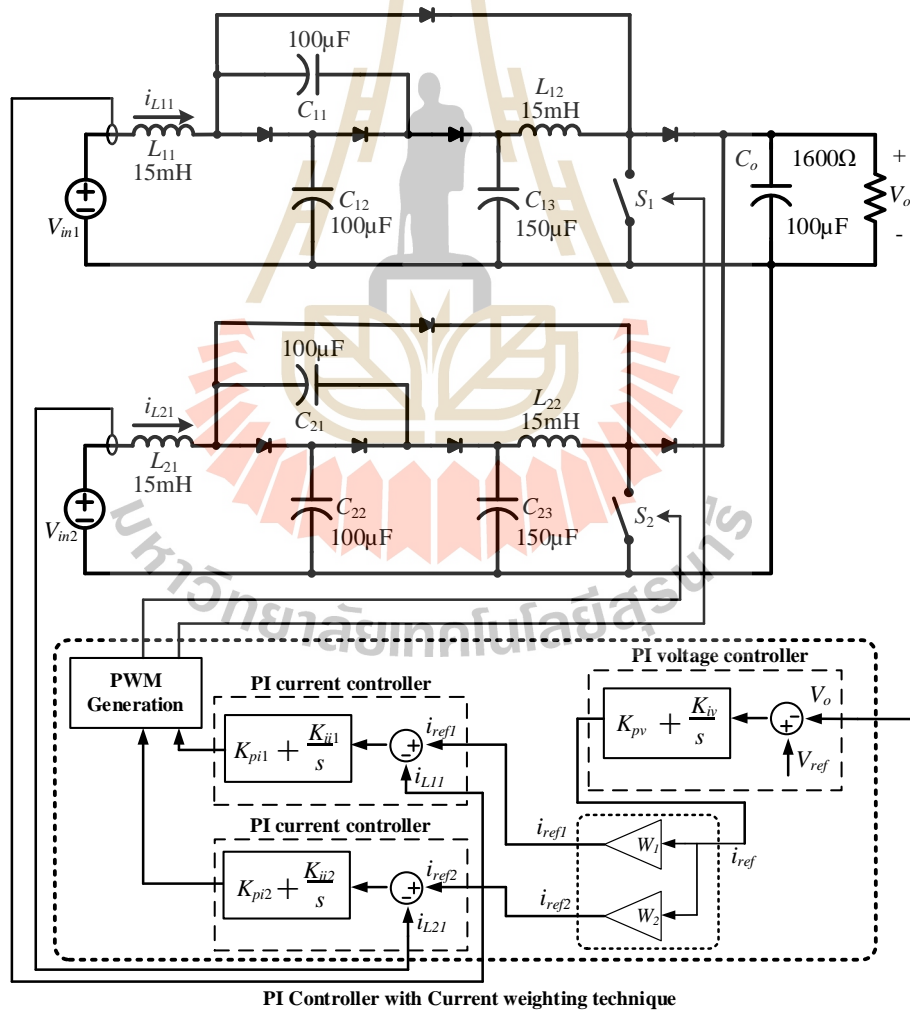 100μF
C11
iL11
L11
15mH
L12
15mH
Vin1
C12
100μF
C13
150μF
S1
Co
1600Ω
100μF
+
Vo
-
100μF
C21
iL21
L21
15mH
L22
15mH
Vin2
C22
100μF
C23
150μF
S2
มหาวิทยาลัยเทคโนโลยีสุรนารี
PWM
Generation
PI current controller
Kpi1 + Kii1/s
iref1
iL11
PI current controller
Kpi2 + Kii2/s
iref2
iL21
PI voltage controller
Kpv + Kiv/s
Vo
Vref
iref1
W1
iref
iref2
W2
PI Controller with Current weighting technique